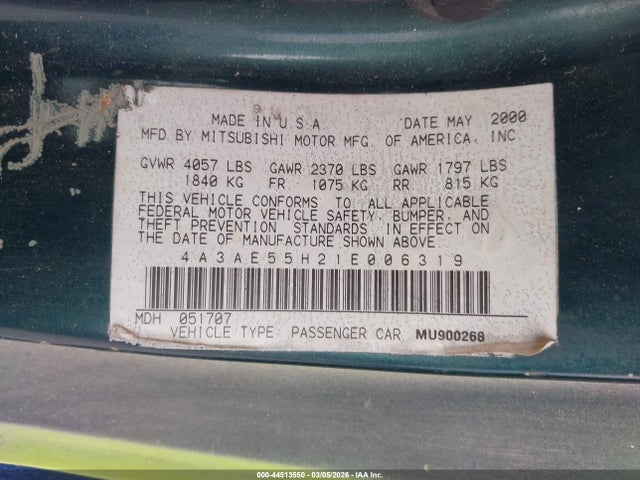 MADE IN U S A DATE MAY 2000
MFD BY MITSUBISHI MOTOR MFG. OF AMERICA, INC
GVWR 4057 LBS GAWR 2370 LBS GAWR 1797 LBS
1840 KG FR 1075 KG RR 815 KG
THIS VEHICLE CONFORMS TO ALL APPLICABLE
FEDERAL MOTOR VEHICLE SAFETY, BUMPER, AND
THEFT PREVENTION STANDARDS IN EFFECT ON
THE DATE OF MANUFACTURE SHOWN ABOVE
4A3AE55H21E006319
MDH 051707
VEHICLE TYPE: PASSENGER CAR MU900268
000-44513550 - 03/05/2026 - IAA Inc.